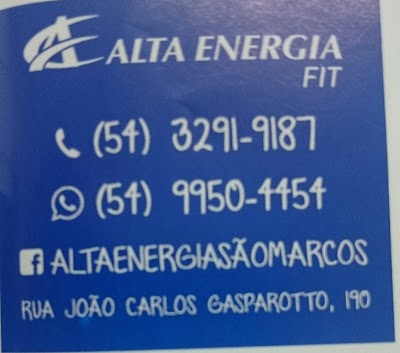 ALTA ENERGIA
FIT
(54) 3291-9187
(54) 9950-4454
ALTAENERGIASÃOMARCOS
RUA JOÃO CARLOS GASPAROTTO, 190